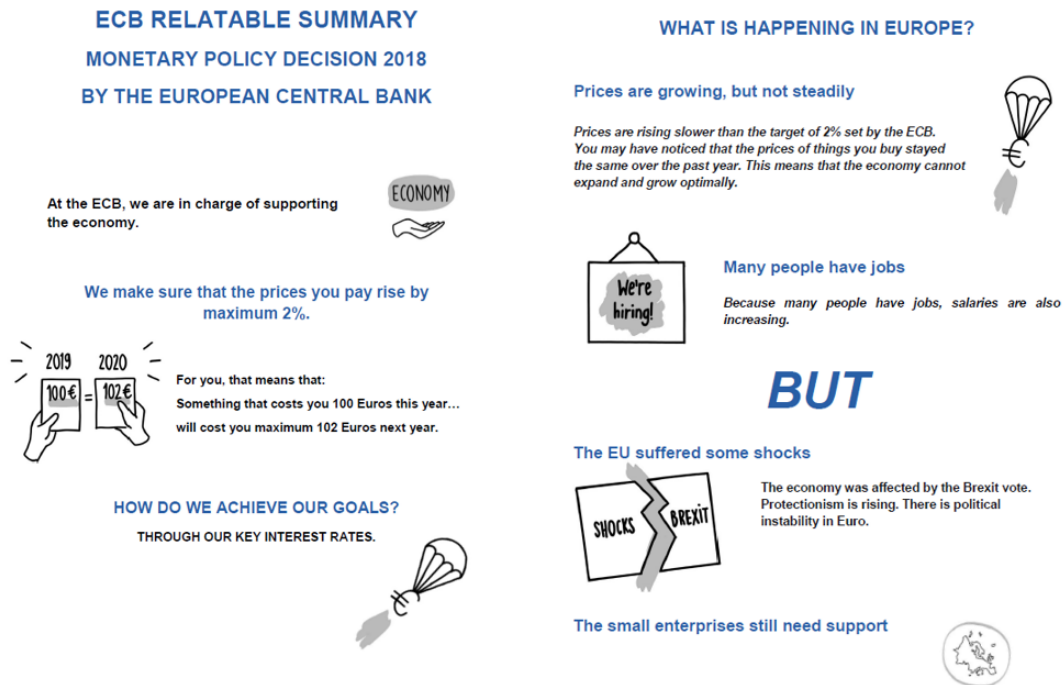 ECB RELATABLE SUMMARY
MONETARY POLICY DECISION 2018
BY THE EUROPEAN CENTRAL BANK
At the ECB, we are in charge of supporting
the economy.
ECONOMY
We make sure that the prices you pay rise by
maximum 2%.
2019 2020
100€ = 102€
For you, that means that:
Something that costs you 100 Euros this year…
will cost you maximum 102 Euros next year.
HOW DO WE ACHIEVE OUR GOALS?
THROUGH OUR KEY INTEREST RATES.
€
WHAT IS HAPPENING IN EUROPE?
Prices are growing, but not steadily
Prices are rising slower than the target of 2% set by the ECB.
You may have noticed that the prices of things you buy stayed
the same over the past year. This means that the economy cannot
expand and grow optimally.
€
We're
hiring!
Many people have jobs
Because many people have jobs, salaries are also
increasing.
BUT
The EU suffered some shocks
SHOCKS BREXIT
The economy was affected by the Brexit vote.
Protectionism is rising. There is political
instability in Euro.
The small enterprises still need support